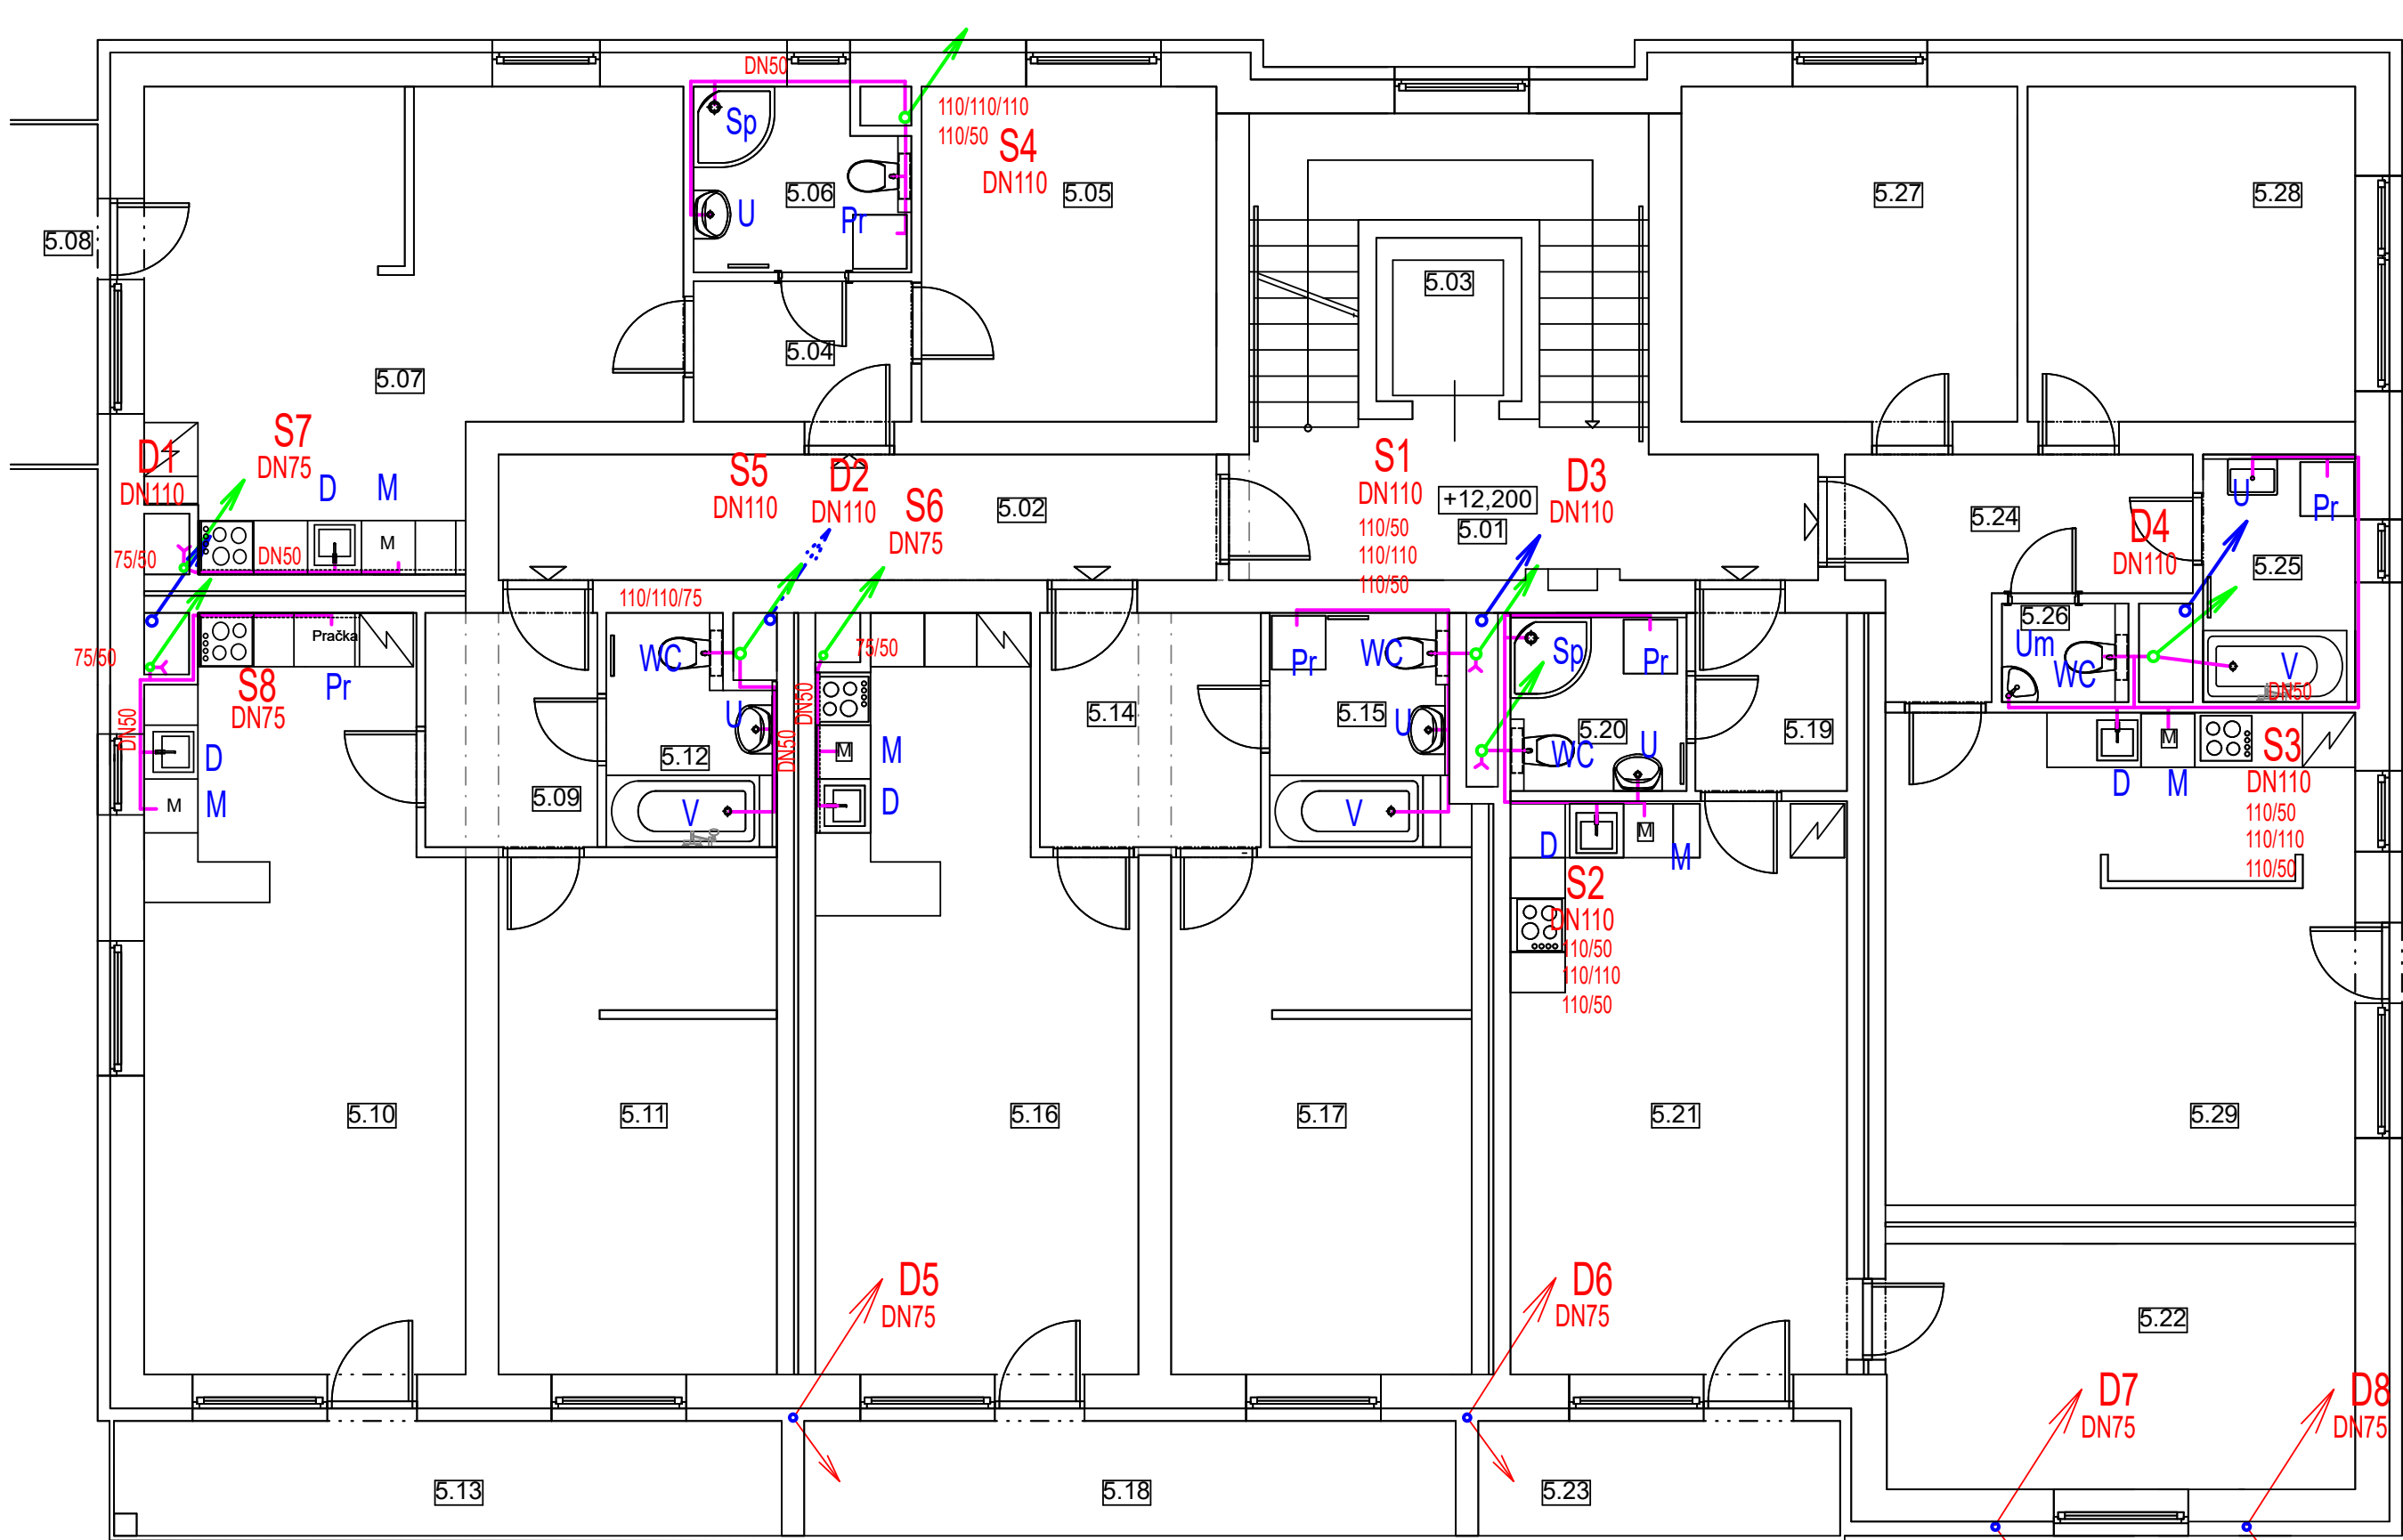 DN50
110/110/110
110/50
S4
DN110
Sp
U
Pr
5.06
5.05
5.27
5.28
5.08
5.03
5.04
5.07
S7
DN75
D1
DN110
D
M
M
75/50
DN50
S5
DN110
D2
DN110
S6
DN75
5.02
S1
DN110
110/50
110/110
110/50
+12,200
5.01
D3
DN110
5.24
D4
DN110
U
Pr
5.25
5.26
Um
WC
V
DN50
110/110/75
Pračka
75/50
S8
DN75
Pr
DN50
D
M
M
WC
U
5.12
DN50
5.09
V
75/50
DN50
M
M
D
5.14
Pr
WC
5.15
U
V
Sp
Pr
5.20
WC
U
5.19
D
M
M
S2
DN110
110/50
110/110
110/50
M
D
M
S3
DN110
110/50
110/110
110/50
5.10
5.11
5.16
5.17
5.21
5.29
D5
DN75
D6
DN75
5.22
D7
DN75
D8
DN75
5.13
5.18
5.23